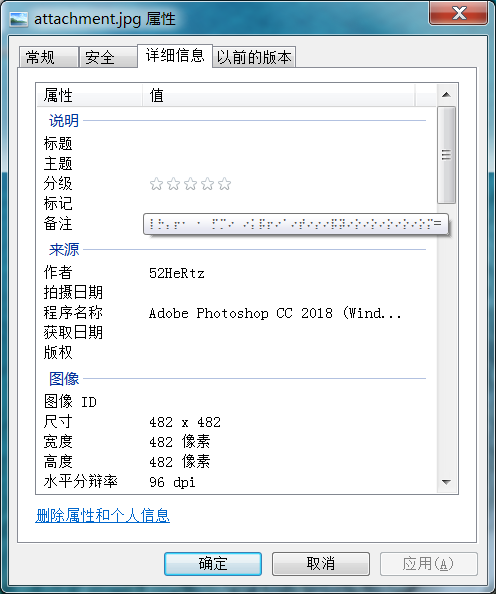 attachment.jpg 属性
常规 安全 详细信息 以前的版本
属性 值
说明
标题
主题
分级
标记
备注
来源
作者 52HeRtz
拍摄日期
程序名称 Adobe Photoshop CC 2018 (Wind...
获取日期
版权
图像
图像 ID
尺寸 482 x 482
宽度 482 像素
高度 482 像素
水平分辩率 96 dpi
删除属性和个人信息
确定 取消 应用(A)